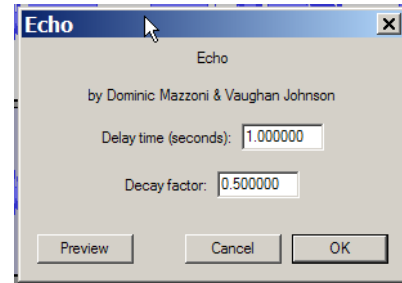 Echo
Echo
by Dominic Mazzoni & Vaughan Johnson
Delay time (seconds): 1.000000
Decay factor: 0.500000
Preview Cancel OK